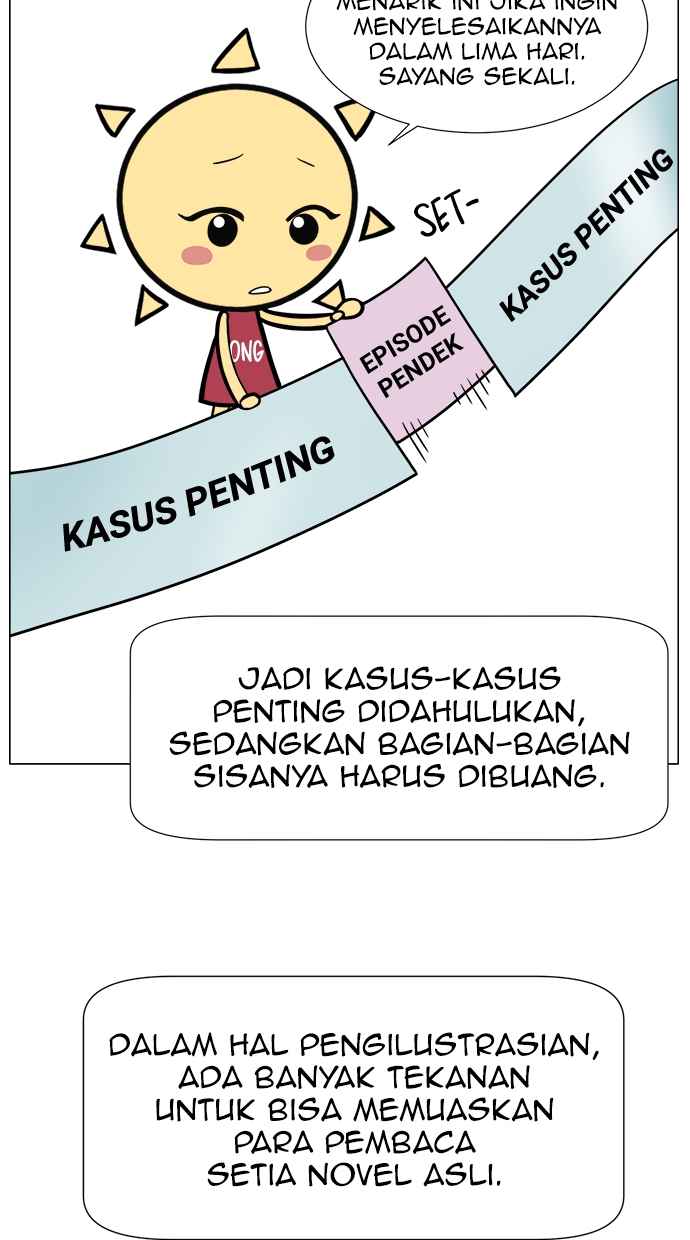 MENARIK INI JIKA INGIN
MENYELESAIKANNYA
DALAM LIMA HARI.
SAYANG SEKALI.
SET-
KASUS PENTING
EPISODE
PENDEK
ONG
KASUS PENTING
JADI KASUS-KASUS
PENTING DIDAHULUKAN,
SEDANGKAN BAGIAN-BAGIAN
SISANYA HARUS DIBUANG.
DALAM HAL PENGILUSTRASIAN,
ADA BANYAK TEKANAN
UNTUK BISA MEMUASKAN
PARA PEMBACA
SETIA NOVEL ASLI.